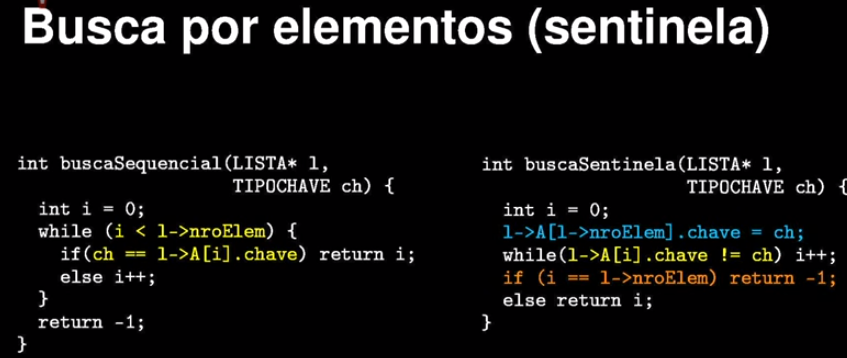 Busca por elementos (sentinela)
int buscaSequencial(LISTA* l,
TIPOCHAVE ch) {
int i = 0;
while (i < l->nroElem) {
if(ch == l->A[i].chave) return i;
else i++;
}
return -1;
}
int buscaSentinela(LISTA* l,
TIPOCHAVE ch) {
int i = 0;
l->A[l->nroElem].chave = ch;
while(l->A[i].chave != ch) i++;
if (i == l->nroElem) return -1;
else return i;
}